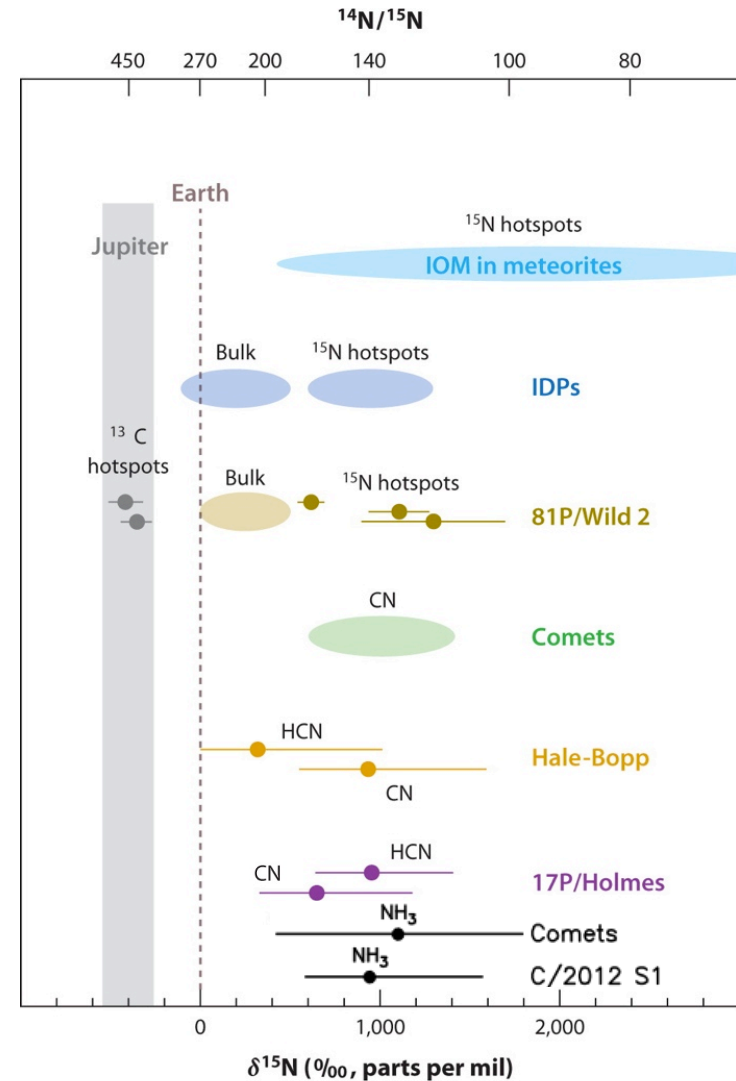 ¹⁴N/¹⁵N
450 270 200 140 100 80
Earth
Jupiter
¹⁵N hotspots
IOM in meteorites
Bulk
¹⁵N hotspots
IDPs
¹³ C
hotspots
Bulk
¹⁵N hotspots
81P/Wild 2
CN
Comets
HCN
Hale-Bopp
CN
HCN
CN
17P/Holmes
NH₃
Comets
NH₃
C/2012 S1
0 1,000 2,000
δ¹⁵N (‰, parts per mil)